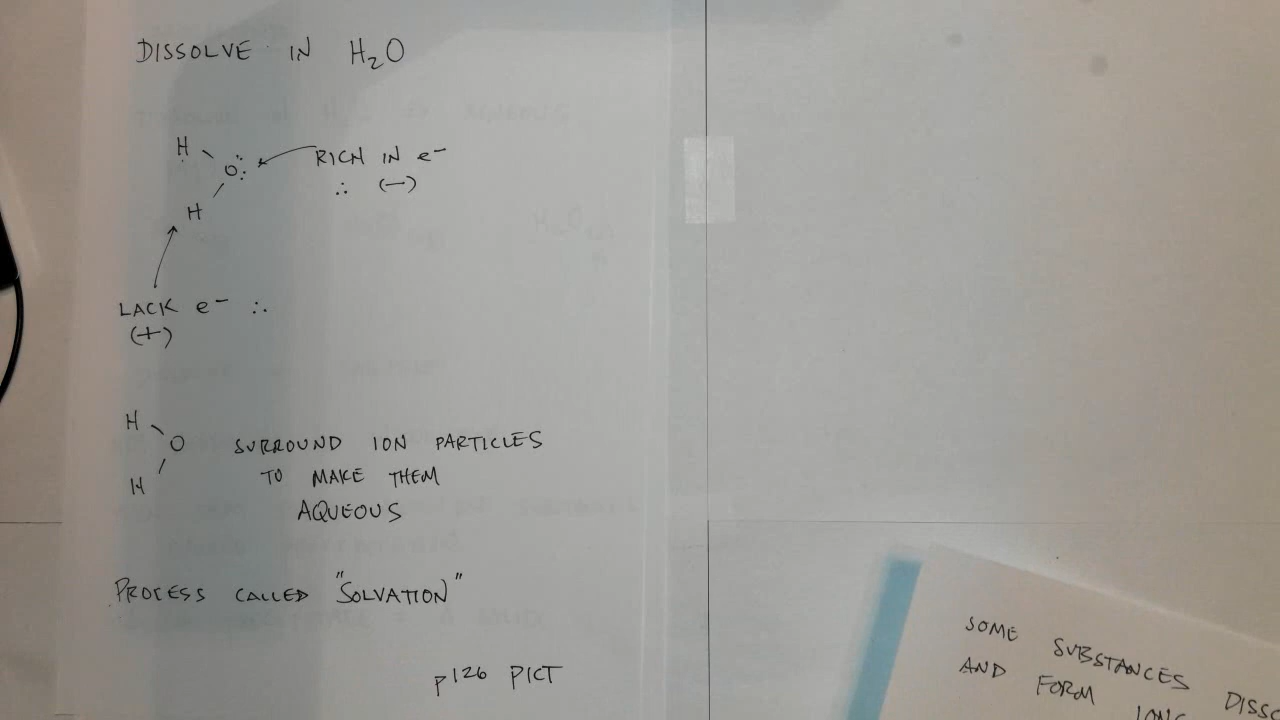 DISSOLVE IN H₂O
H
O:
RICH IN e⁻
∴ (−)
H
LACK e⁻ ∴
(+)
H
O
H
SURROUND ION PARTICLES
TO MAKE THEM
AQUEOUS
PROCESS CALLED "SOLVATION"
p126 PICT
SOME SUBSTANCES
AND FORM